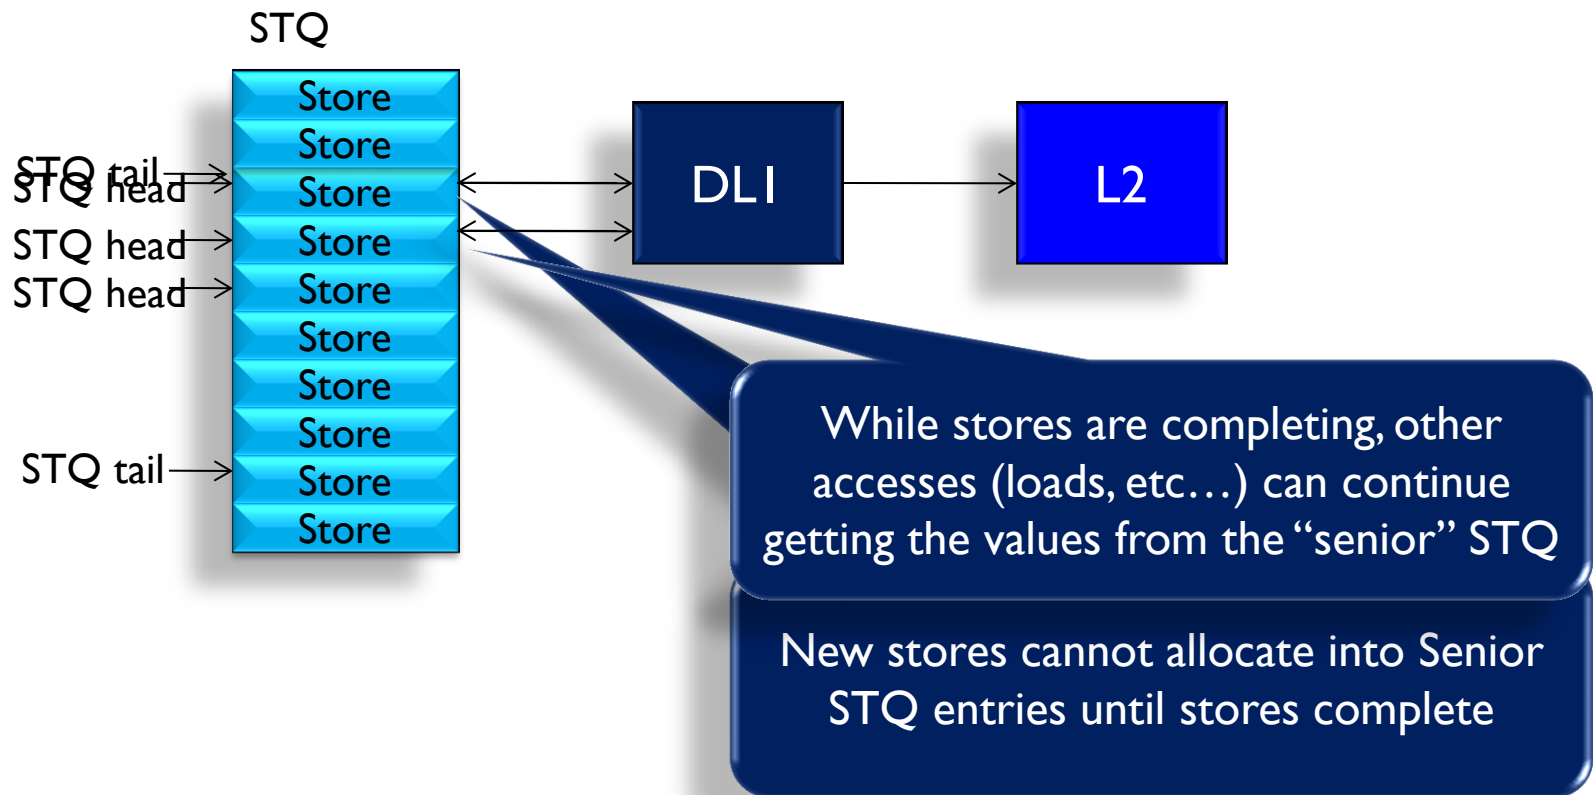 STQ
Store
Store
Store
Store
Store
Store
Store
Store
Store
Store
STQ tail
STQ head
STQ head
STQ head
STQ tail
DL1
L2
While stores are completing, other
accesses (loads, etc…) can continue
getting the values from the “senior” STQ
New stores cannot allocate into Senior
STQ entries until stores complete